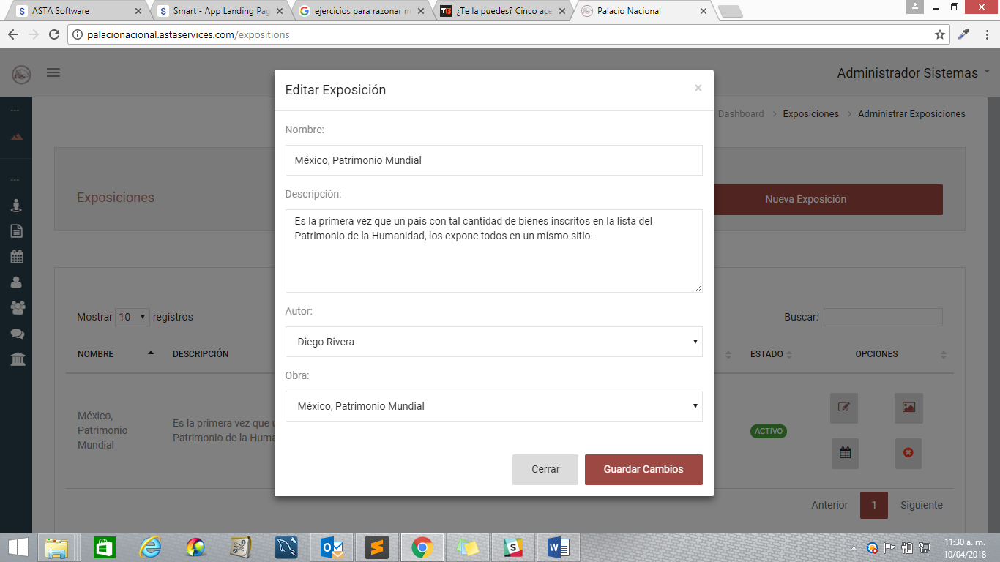 ASTA Software
Smart - App Landing Pag
ejercicios para razonar m
¿Te la puedes? Cinco ace
Palacio Nacional
palacionacional.astaservices.com/expositions
Administrador Sistemas
Dashboard > Exposiciones > Administrar Exposiciones
Editar Exposición
×
Nombre:
México, Patrimonio Mundial
Descripción:
Es la primera vez que un país con tal cantidad de bienes inscritos en la lista del
Patrimonio de la Humanidad, los expone todos en un mismo sitio.
Autor:
Diego Rivera
Obra:
México, Patrimonio Mundial
Cerrar
Guardar Cambios
Exposiciones
Nueva Exposición
Mostrar 10 registros
Buscar:
NOMBRE
DESCRIPCIÓN
ESTADO
OPCIONES
México,
Patrimonio
Mundial
Es la primera vez que u
Patrimonio de la Huma
ACTIVO
Anterior
1
Siguiente
11:30 a. m.
10/04/2018